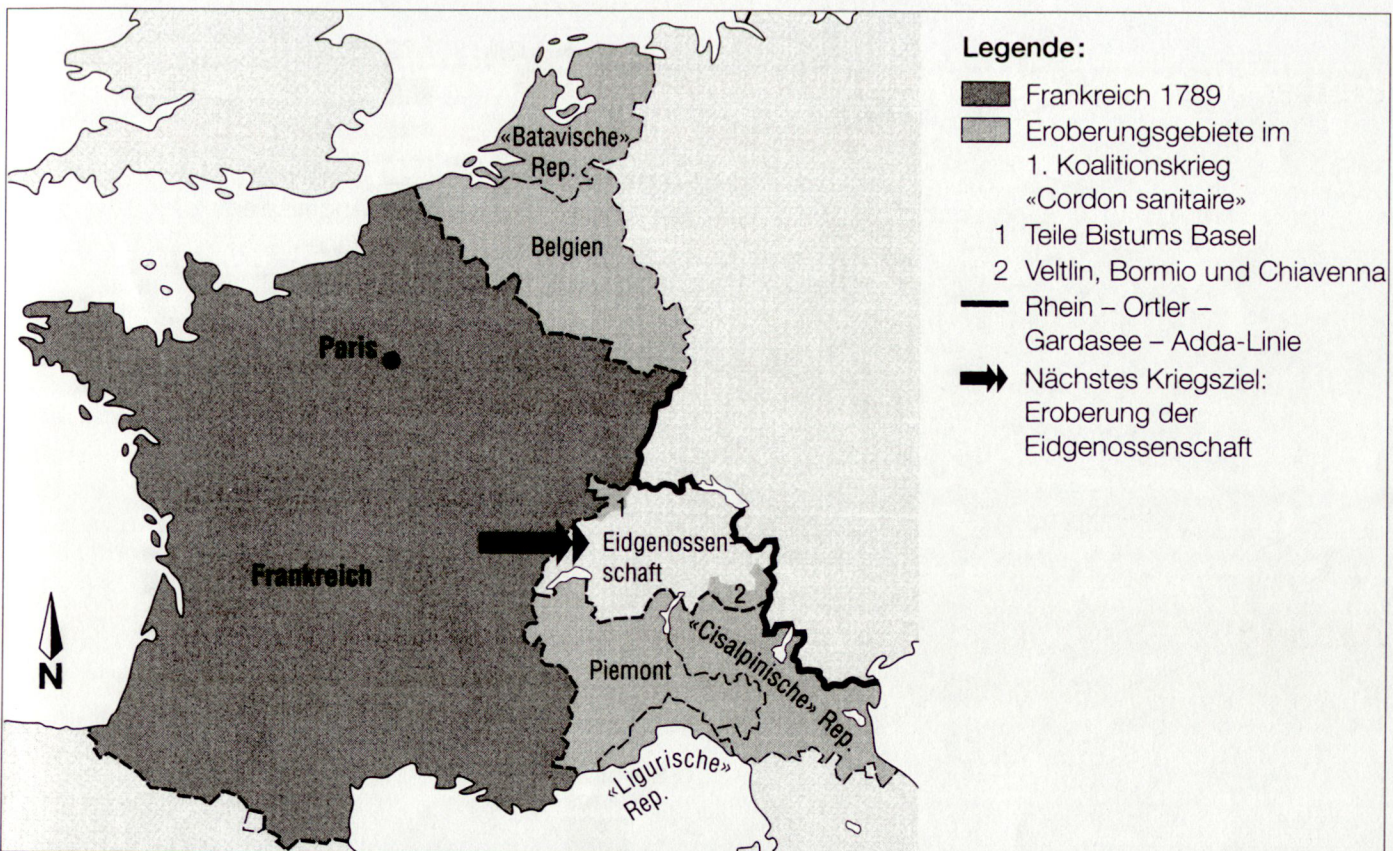 «Batavische»
Rep.
Belgien
Paris
Frankreich
1
Eidgenossen-
schaft
2
«Cisalpinische» Rep.
Piemont
«Ligurische»
Rep.
N
Legende:
Frankreich 1789
Eroberungsgebiete im
1. Koalitionskrieg
«Cordon sanitaire»
1 Teile Bistums Basel
2 Veltlin, Bormio und Chiavenna
Rhein – Ortler –
Gardasee – Adda-Linie
Nächstes Kriegsziel:
Eroberung der
Eidgenossenschaft